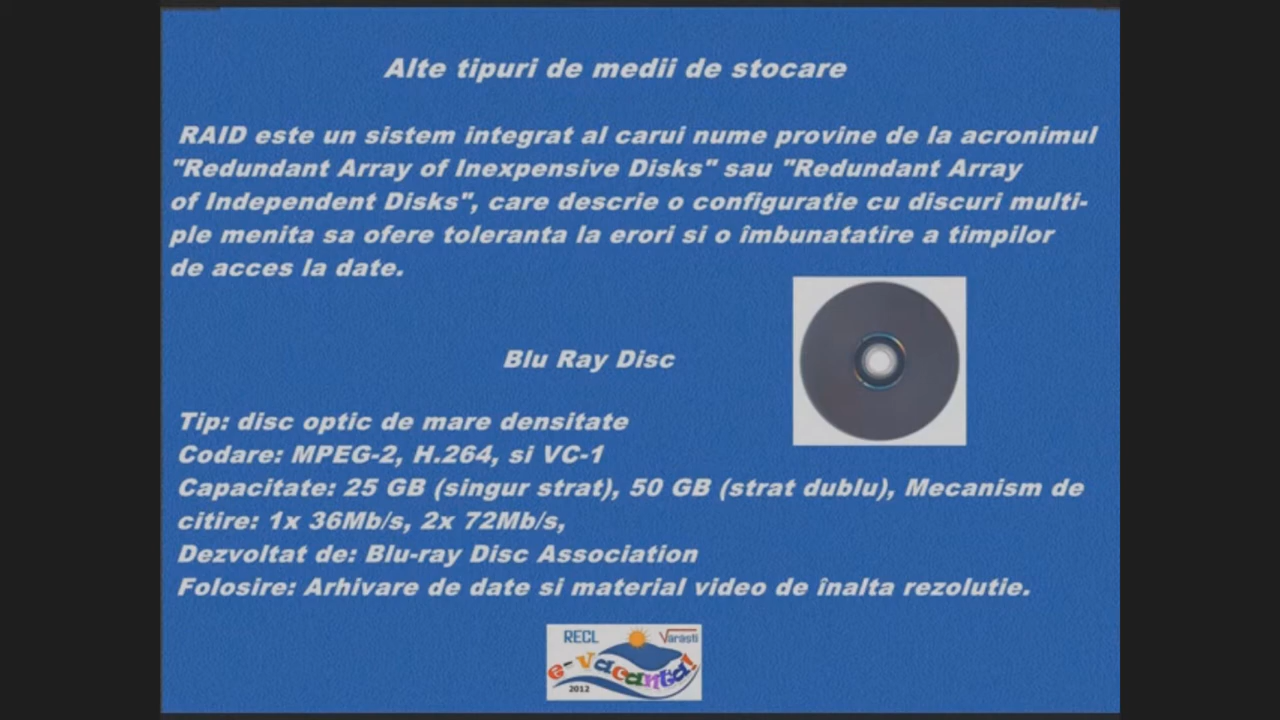 Alte tipuri de medii de stocare
RAID este un sistem integrat al carui nume provine de la acronimul
"Redundant Array of Inexpensive Disks" sau "Redundant Array
of Independent Disks", care descrie o configuratie cu discuri multi-
ple menita sa ofere toleranta la erori si o îmbunatatire a timpilor
de acces la date.
Blu Ray Disc
Tip: disc optic de mare densitate
Codare: MPEG-2, H.264, si VC-1
Capacitate: 25 GB (singur strat), 50 GB (strat dublu), Mecanism de
citire: 1x 36Mb/s, 2x 72Mb/s,
Dezvoltat de: Blu-ray Disc Association
Folosire: Arhivare de date si material video de înalta rezolutie.
RECL Varasti
e-Vacanta!
2012